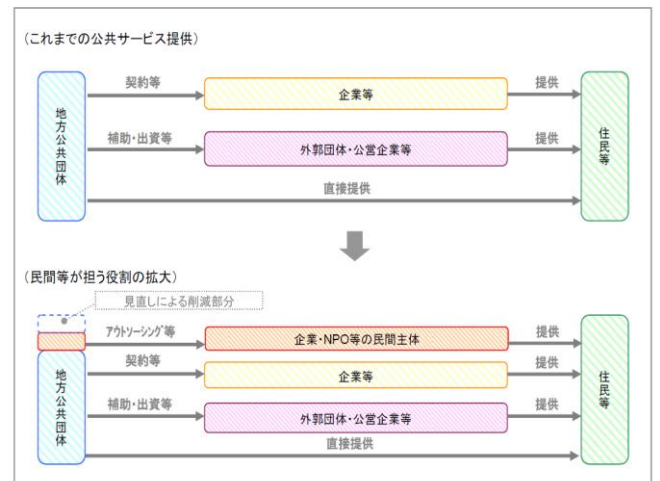 （これまでの公共サービス提供）
地方公共団体
契約等
企業等
提供
補助・出資等
外郭団体・公営企業等
提供
直接提供
住民等
（民間等が担う役割の拡大）
見直しによる削減部分
アウトソーシング等
企業・NPO等の民間主体
提供
地方公共団体
契約等
企業等
提供
補助・出資等
外郭団体・公営企業等
提供
直接提供
住民等